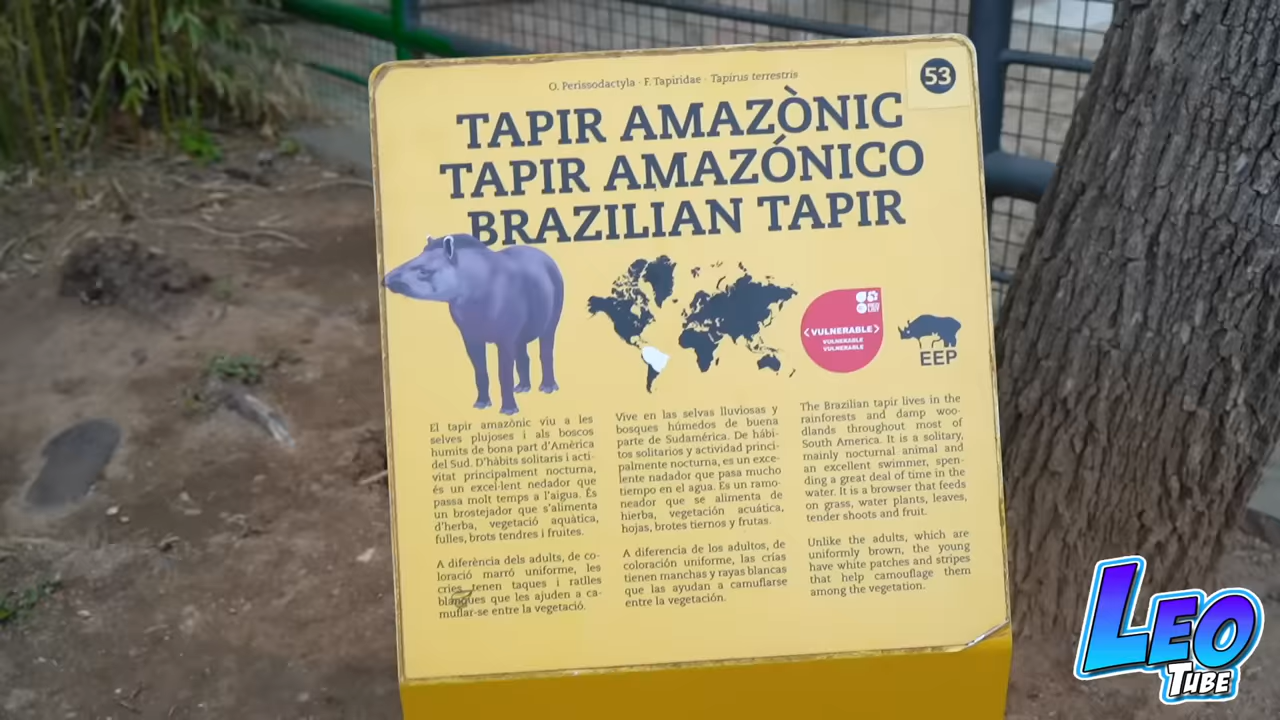 O. Perissodactyla · F. Tapiridae · Tapirus terrestris
53
TAPIR AMAZÒNIC
TAPIR AMAZÓNICO
BRAZILIAN TAPIR
RED
LIST
< VULNERABLE >
VULNERABLE
VULNERABLE
EEP
El tapir amazònic viu a les
selves plujoses i als boscos
humits de bona part d'Amèrica
del Sud. D'hàbits solitaris i acti-
vitat principalment nocturna,
és un excel·lent nedador que
passa molt temps a l'aigua. És
un brostejador que s'alimenta
d'herba, vegetació aquàtica,
fulles, brots tendres i fruites.
A diferència dels adults, de co-
loració marró uniforme, les
cries tenen taques i ratlles
blanques que les ajuden a ca-
muflar-se entre la vegetació.
Vive en las selvas lluviosas y
bosques húmedos de buena
parte de Sudamérica. De hábi-
tos solitarios y actividad princi-
palmente nocturna, es un exce-
lente nadador que pasa mucho
tiempo en el agua. Es un ramo-
neador que se alimenta de
hierba, vegetación acuática,
hojas, brotes tiernos y frutas.
A diferencia de los adultos, de
coloración uniforme, las crías
tienen manchas y rayas blancas
que las ayudan a camuflarse
entre la vegetación.
The Brazilian tapir lives in the
rainforests and damp woo-
dlands throughout most of
South America. It is a solitary,
mainly nocturnal animal and
an excellent swimmer, spen-
ding a great deal of time in the
water. It is a browser that feeds
on grass, water plants, leaves,
tender shoots and fruit.
Unlike the adults, which are
uniformly brown, the young
have white patches and stripes
that help camouflage them
among the vegetation.
LEO
TUBE